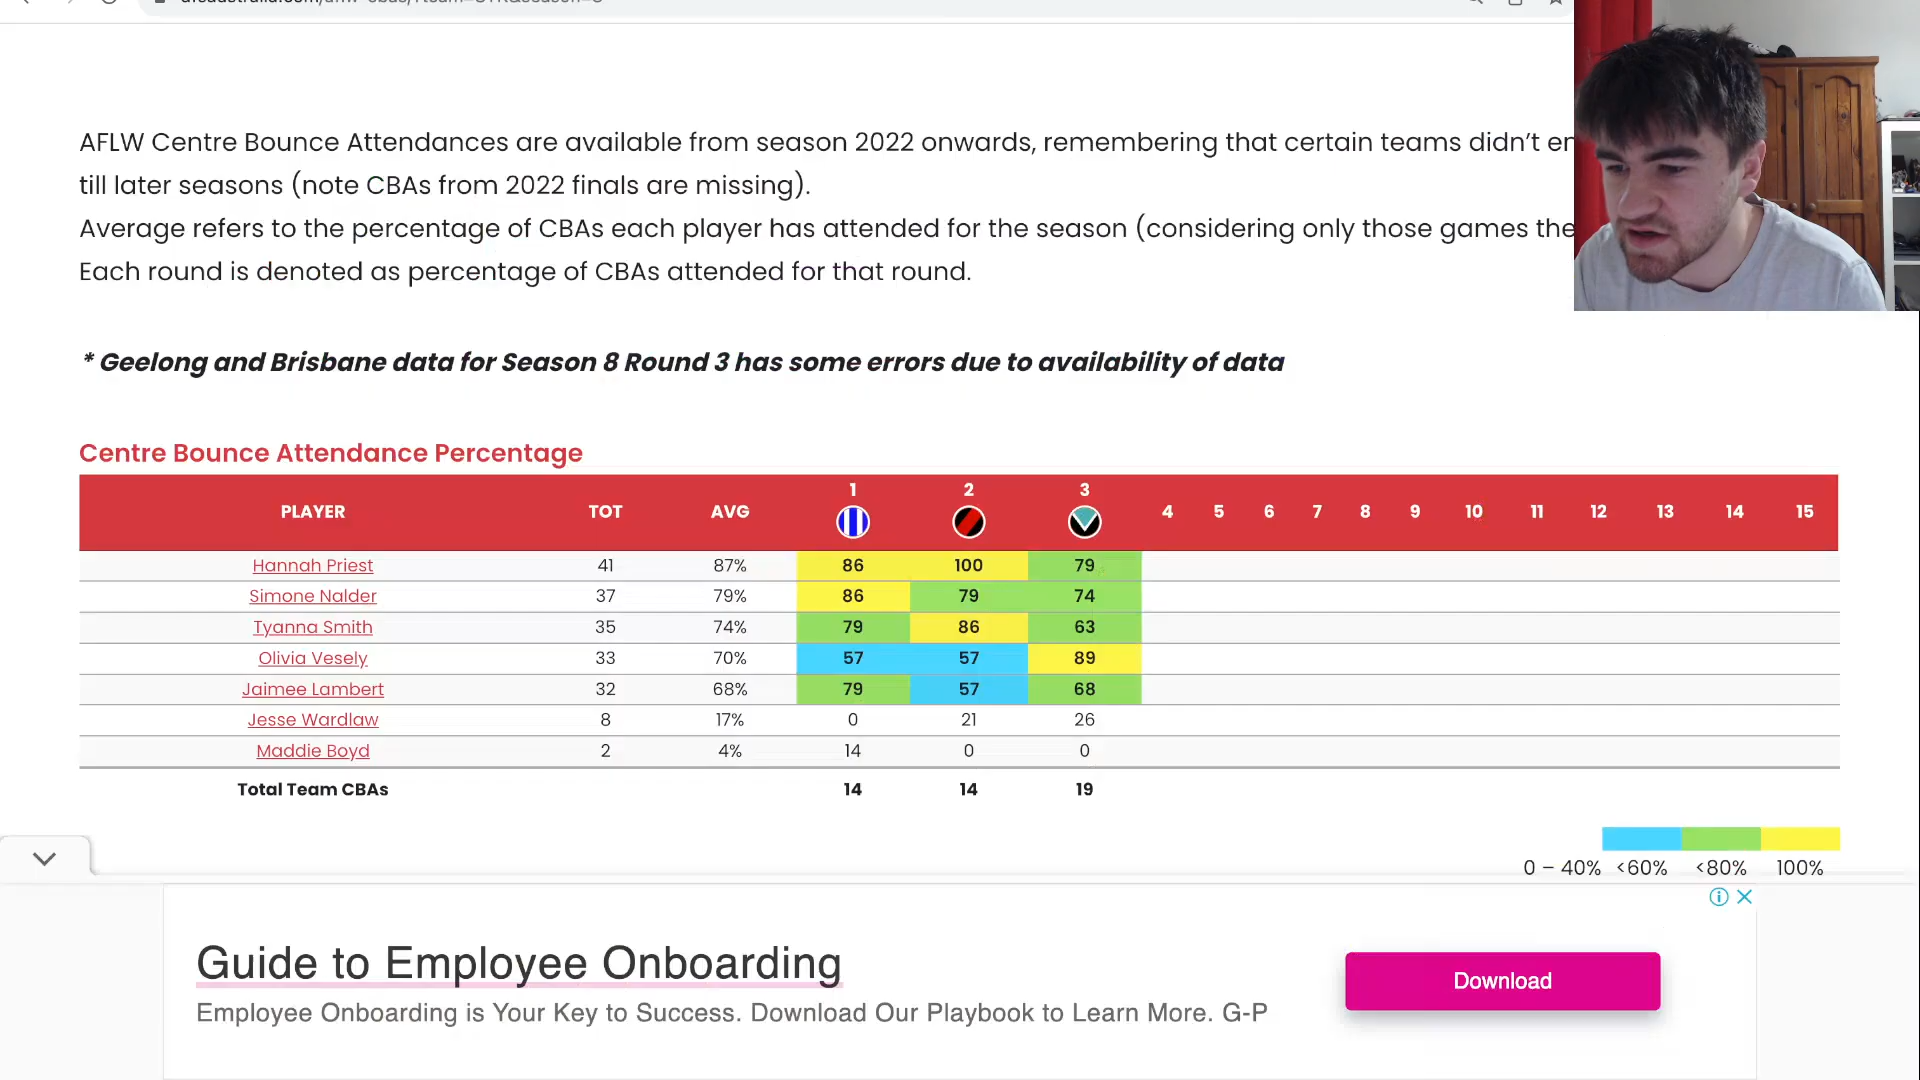 AFLW Centre Bounce Attendances are available from season 2022 onwards, remembering that certain teams didn't
till later seasons (note CBAs from 2022 finals are missing).
Average refers to the percentage of CBAs each player has attended for the season (considering only those games
Each round is denoted as percentage of CBAs attended for that round.
* Geelong and Brisbane data for Season 8 Round 3 has some errors due to availability of data
Centre Bounce Attendance Percentage
PLAYER TOT AVG 1 2 3 4 5 6 7 8 9 10 11 12 13 14 15
Hannah Priest 41 87% 86 100 79
Simone Nalder 37 79% 86 79 74
Tyanna Smith 35 74% 79 86 63
Olivia Vesely 33 70% 57 57 89
Jaimee Lambert 32 68% 79 57 68
Jesse Wardlaw 8 17% 0 21 26
Maddie Boyd 2 4% 14 0 0
Total Team CBAs 14 14 19
0 – 40% <60% <80% 100%
Guide to Employee Onboarding
Employee Onboarding is Your Key to Success. Download Our Playbook to Learn More. G-P
Download